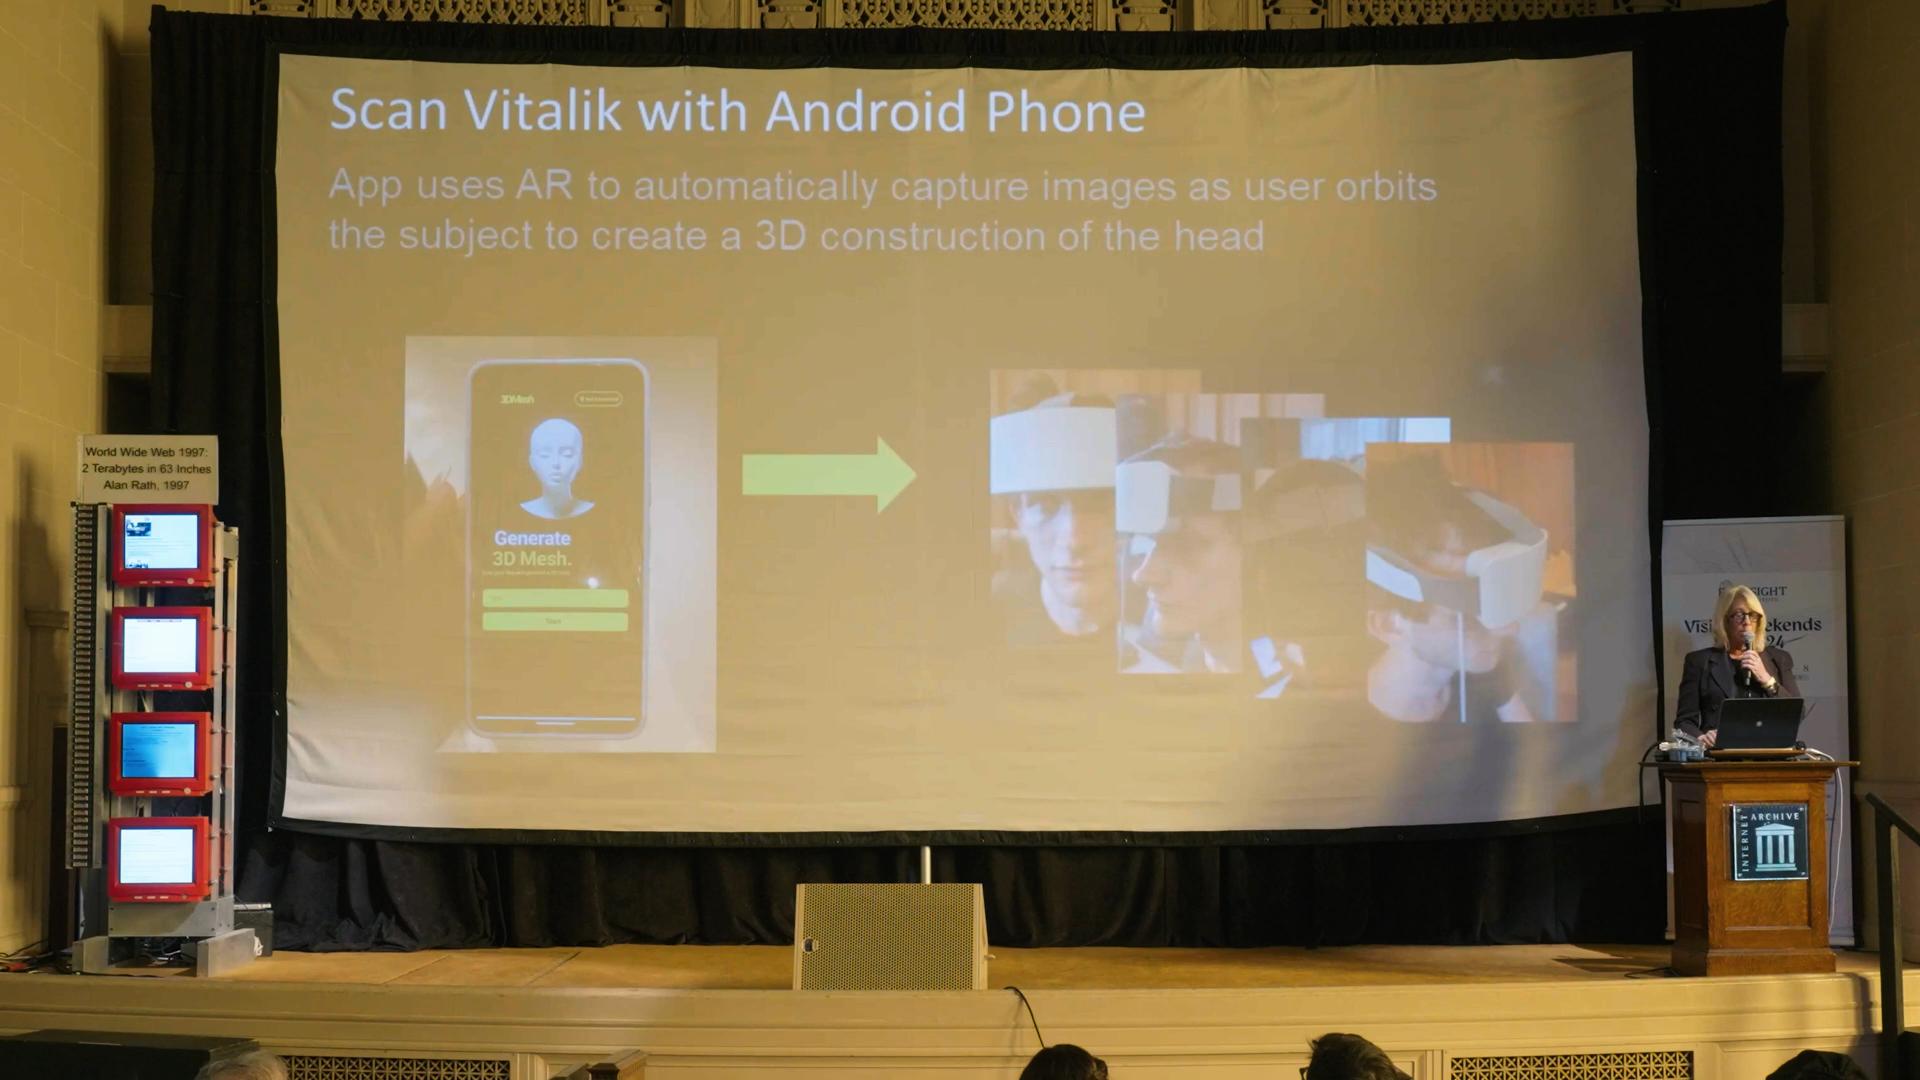 Scan Vitalik with Android Phone
App uses AR to automatically capture images as user orbits
the subject to create a 3D construction of the head
3DMesh
Generate
3D Mesh.
Start
World Wide Web 1997:
2 Terabytes in 63 Inches
Alan Rath, 1997
INTERNET
ARCHIVE